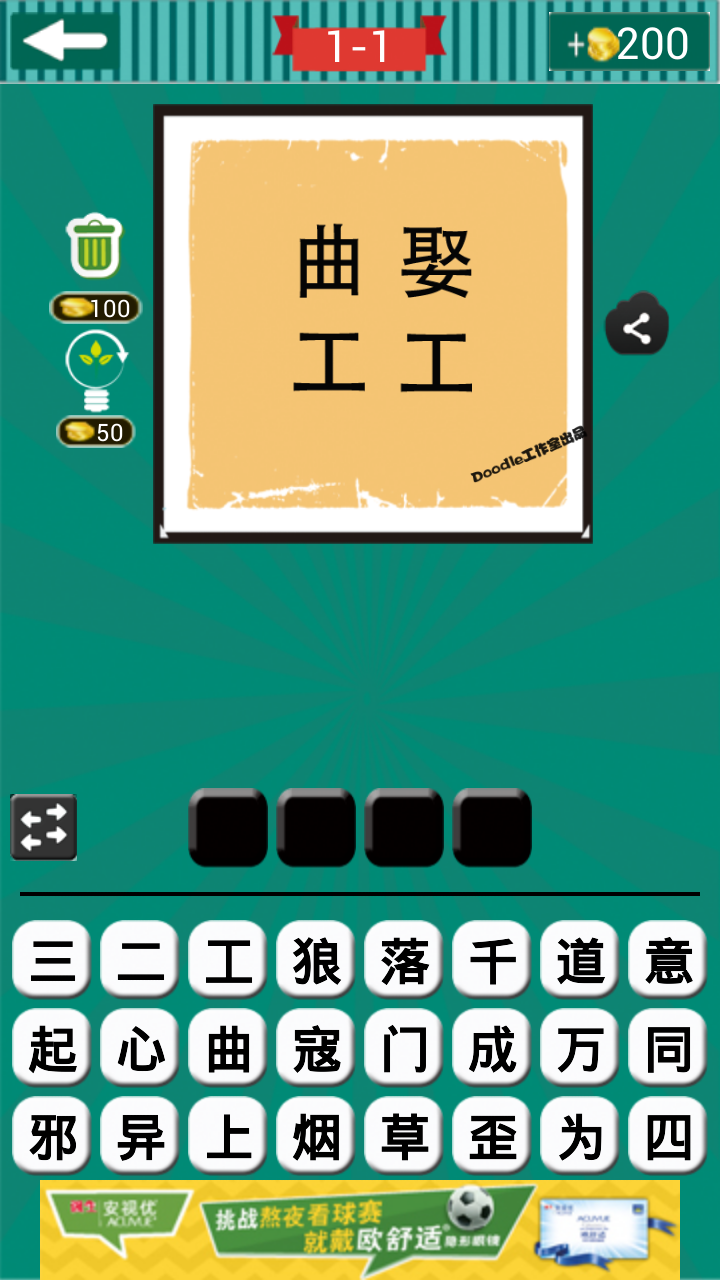 1-1
+200
曲 娶
工 工
100
50
Doodle工作室出品
三 二 工 狼 落 千 道 意
起 心 曲 寇 门 成 万 同
邪 异 上 烟 草 歪 为 四
安视优
ACUVUE
挑战熬夜看球赛
就戴欧舒适隐形眼镜
ACUVUE